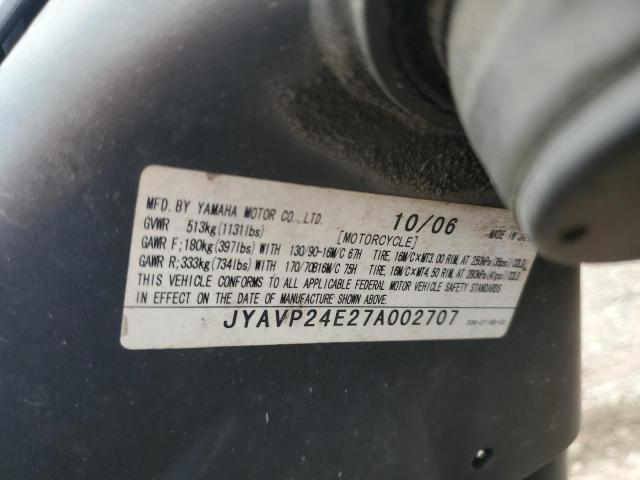 MFD. BY YAMAHA MOTOR CO., LTD. 10/06 MADE IN
GVWR 513kg(1131lbs) [MOTORCYCLE]
GAWR F;180kg(397lbs) WITH 130/90-16M/C 67H TIRE 16M/C×MT3.00 RIM, AT 250kPa(36psi)COLD
GAWR R;333kg(734lbs) WITH 170/70B16M/C 75H TIRE 16M/C×MT4.50 RIM, AT 280kPa(41psi)COLD
THIS VEHICLE CONFORMS TO ALL APPLICABLE FEDERAL MOTOR VEHICLE SAFETY STANDARDS
IN EFFECT ON THE DATE OF MANUFACTURE SHOWN ABOVE.
JYAVP24E27A002707